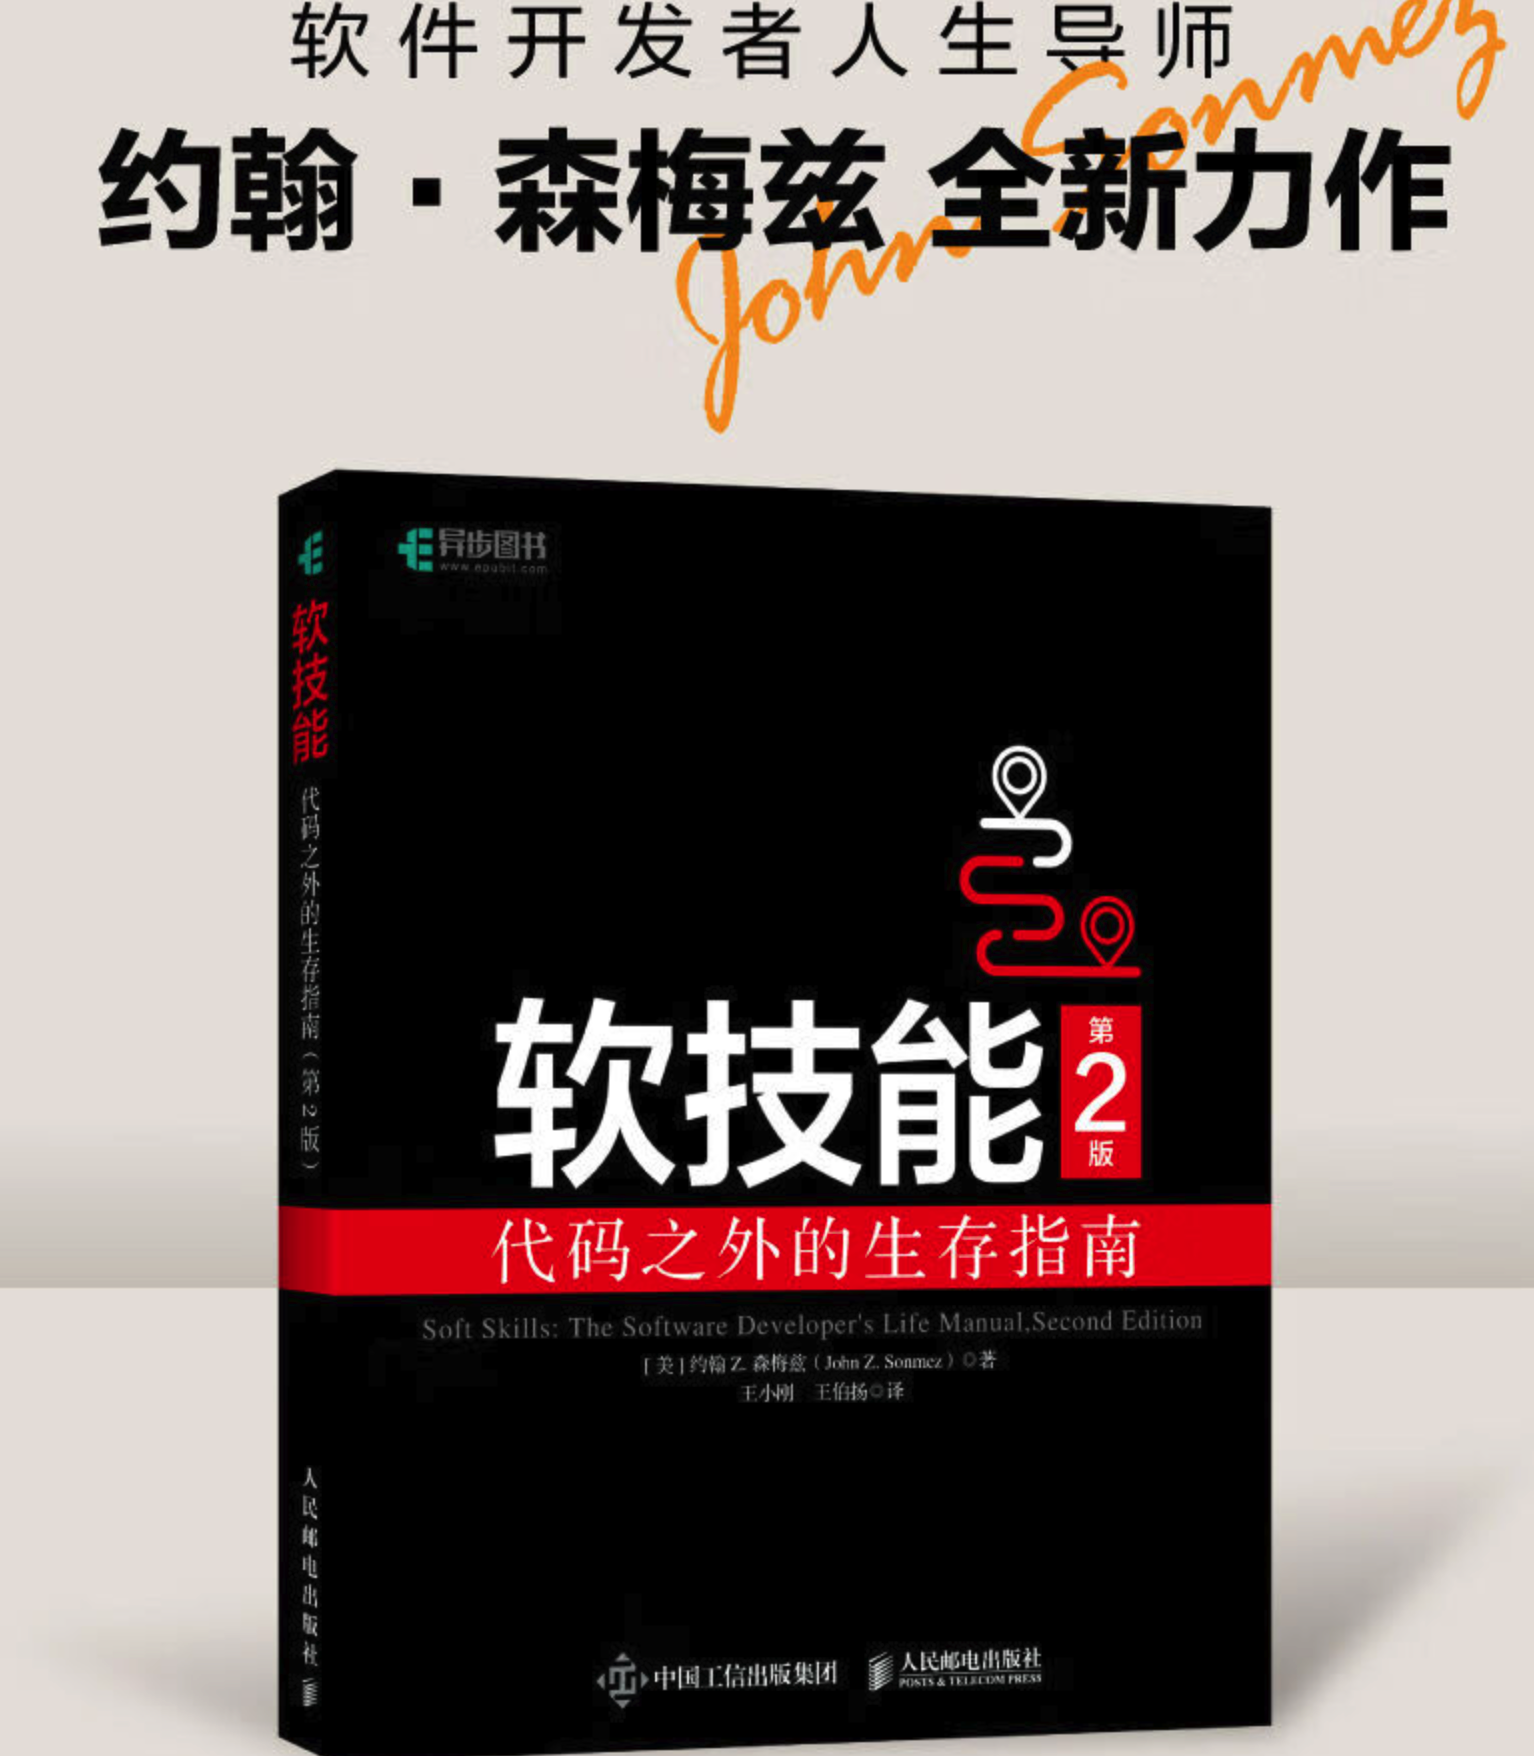 软件开发者人生导师
约翰·森梅兹 全新力作
John Sonmez
异步图书
www.epubit.com
软技能
代码之外的生存指南（第2版）
人民邮电出版社
软技能
第2版
代码之外的生存指南
Soft Skills: The Software Developer's Life Manual,Second Edition
[美]约翰 Z. 森梅兹（John Z. Sonmez）◎著
王小刚 王伯扬◎译
中国工信出版集团
人民邮电出版社
POSTS & TELECOM PRESS